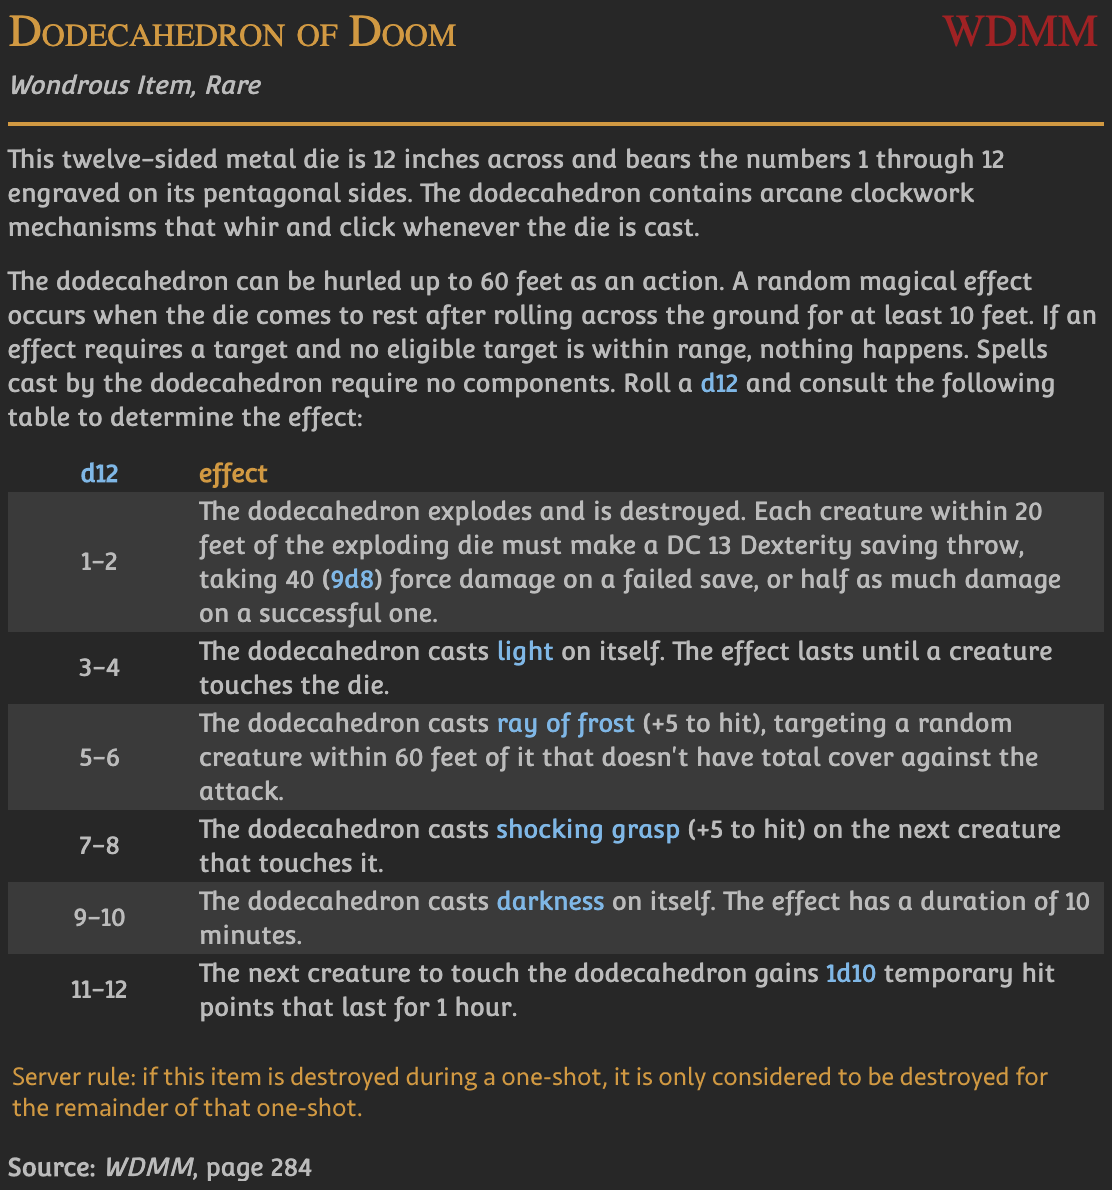 Dodecahedron of Doom WDMM
Wondrous Item, Rare
This twelve-sided metal die is 12 inches across and bears the numbers 1 through 12
engraved on its pentagonal sides. The dodecahedron contains arcane clockwork
mechanisms that whir and click whenever the die is cast.
The dodecahedron can be hurled up to 60 feet as an action. A random magical effect
occurs when the die comes to rest after rolling across the ground for at least 10 feet. If an
effect requires a target and no eligible target is within range, nothing happens. Spells
cast by the dodecahedron require no components. Roll a d12 and consult the following
table to determine the effect:
d12 effect
1–2
The dodecahedron explodes and is destroyed. Each creature within 20
feet of the exploding die must make a DC 13 Dexterity saving throw,
taking 40 (9d8) force damage on a failed save, or half as much damage
on a successful one.
3–4
The dodecahedron casts light on itself. The effect lasts until a creature
touches the die.
5–6
The dodecahedron casts ray of frost (+5 to hit), targeting a random
creature within 60 feet of it that doesn't have total cover against the
attack.
7–8
The dodecahedron casts shocking grasp (+5 to hit) on the next creature
that touches it.
9–10
The dodecahedron casts darkness on itself. The effect has a duration of 10
minutes.
11–12
The next creature to touch the dodecahedron gains 1d10 temporary hit
points that last for 1 hour.
Server rule: if this item is destroyed during a one-shot, it is only considered to be destroyed for
the remainder of that one-shot.
Source: WDMM, page 284